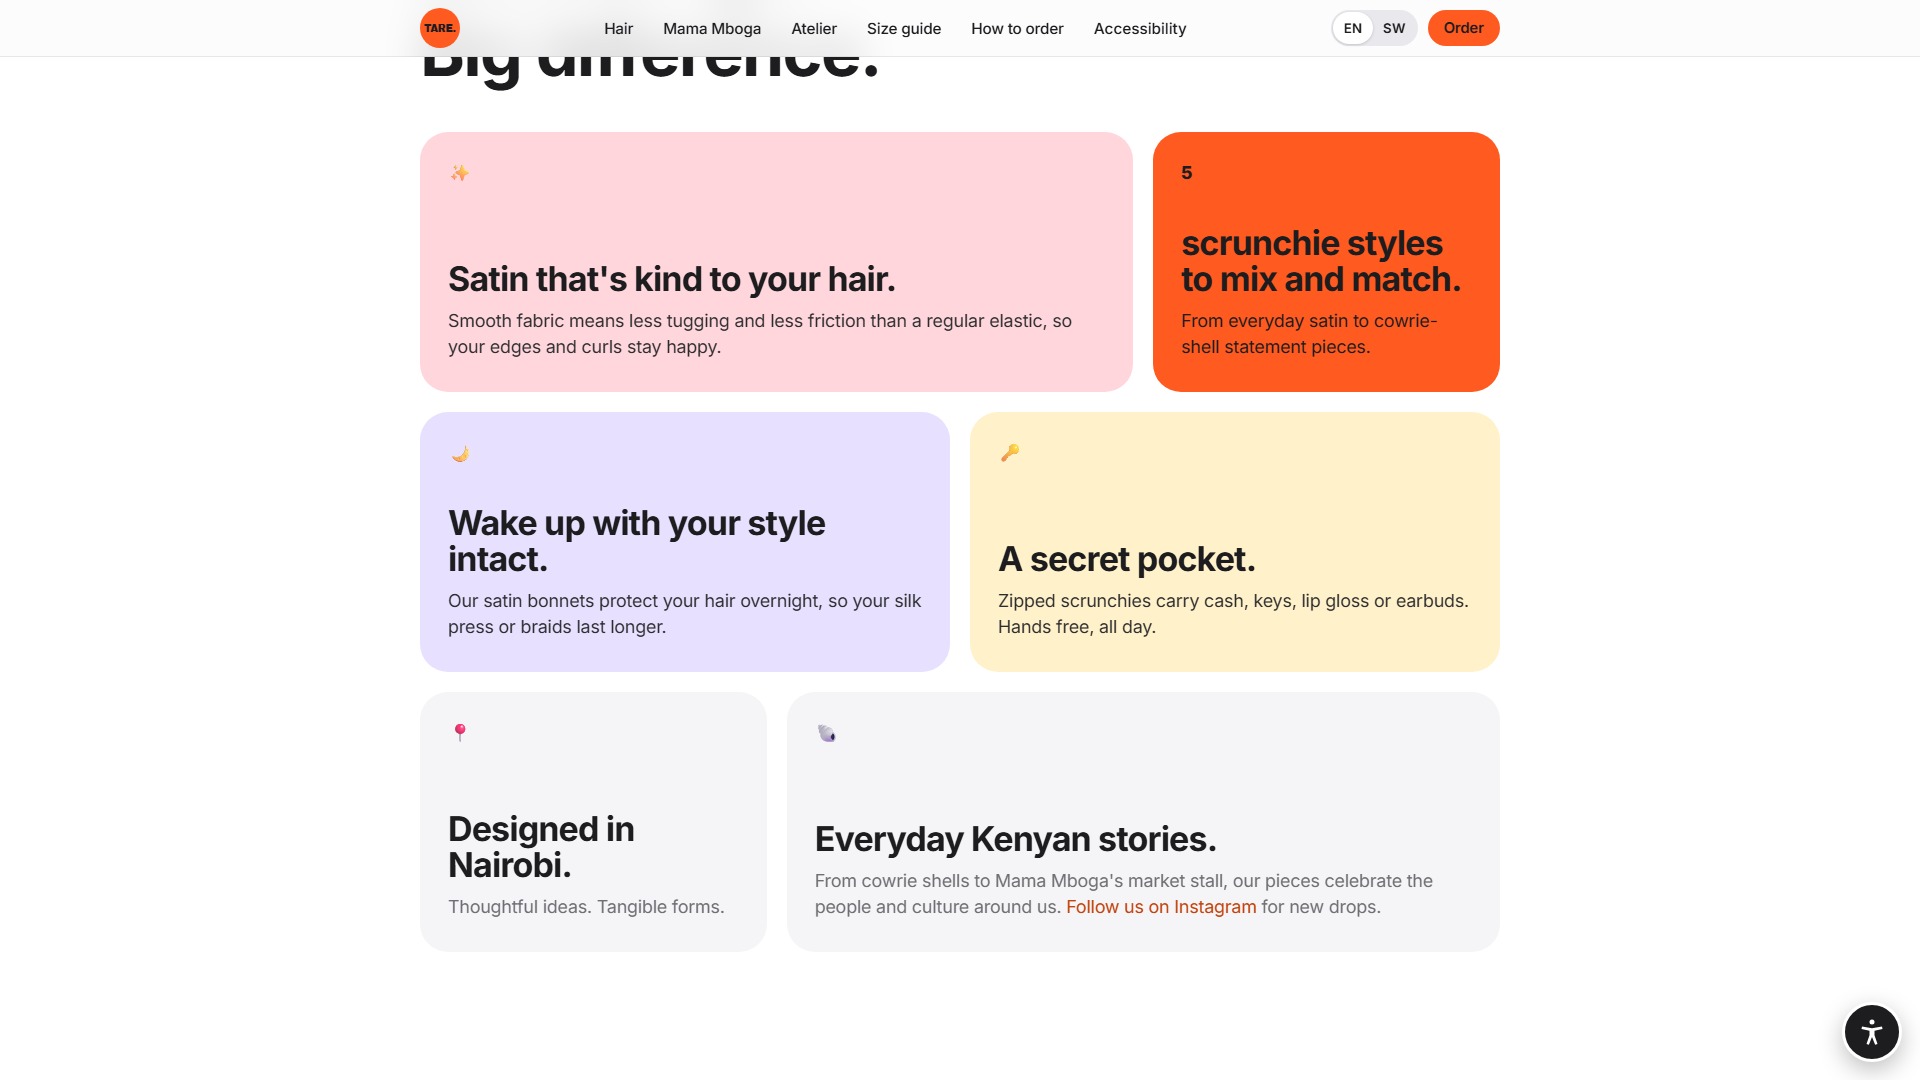 TARE.
Hair
Mama Mboga
Atelier
Size guide
How to order
Accessibility
EN
SW
Order
Big difference.
Satin that's kind to your hair.
Smooth fabric means less tugging and less friction than a regular elastic, so
your edges and curls stay happy.
5
scrunchie styles
to mix and match.
From everyday satin to cowrie-
shell statement pieces.
Wake up with your style
intact.
Our satin bonnets protect your hair overnight, so your silk
press or braids last longer.
A secret pocket.
Zipped scrunchies carry cash, keys, lip gloss or earbuds.
Hands free, all day.
Designed in
Nairobi.
Thoughtful ideas. Tangible forms.
Everyday Kenyan stories.
From cowrie shells to Mama Mboga's market stall, our pieces celebrate the
people and culture around us. Follow us on Instagram for new drops.